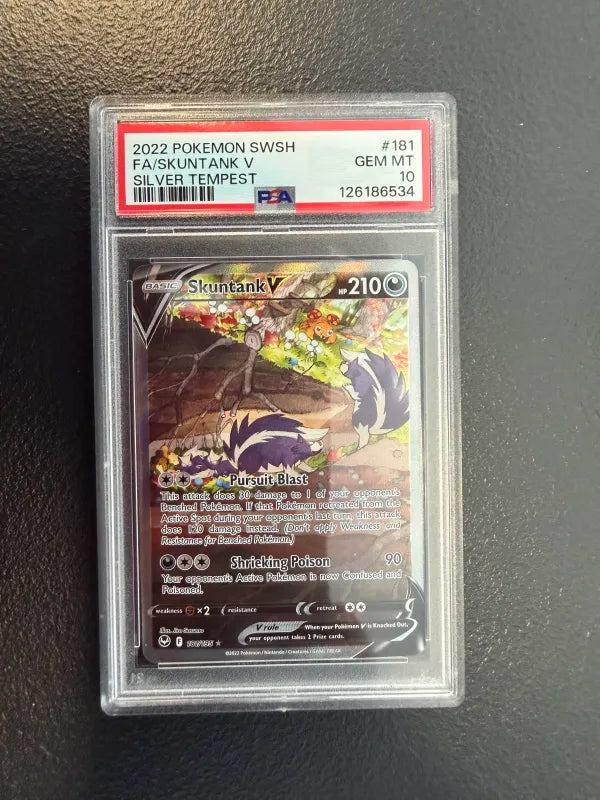 2022 POKEMON SWSH #181
FA/SKUNTANK V GEM MT
SILVER TEMPEST 10
PSA 126186534
BASIC Skuntank V HP 210
Pursuit Blast
This attack does 30 damage to 1 of your opponent's
Benched Pokémon. If that Pokémon retreated from the
Active Spot during your opponent's last turn, this attack
does 120 damage instead. (Don't apply Weakness and
Resistance for Benched Pokémon.)
Shrieking Poison 90
Your opponent's Active Pokémon is now Confused and
Poisoned.
weakness ×2 resistance retreat
V rule When your Pokémon V is Knocked Out,
your opponent takes 2 Prize cards.
F 181/195
©2022 Pokémon / Nintendo / Creatures / GAME FREAK